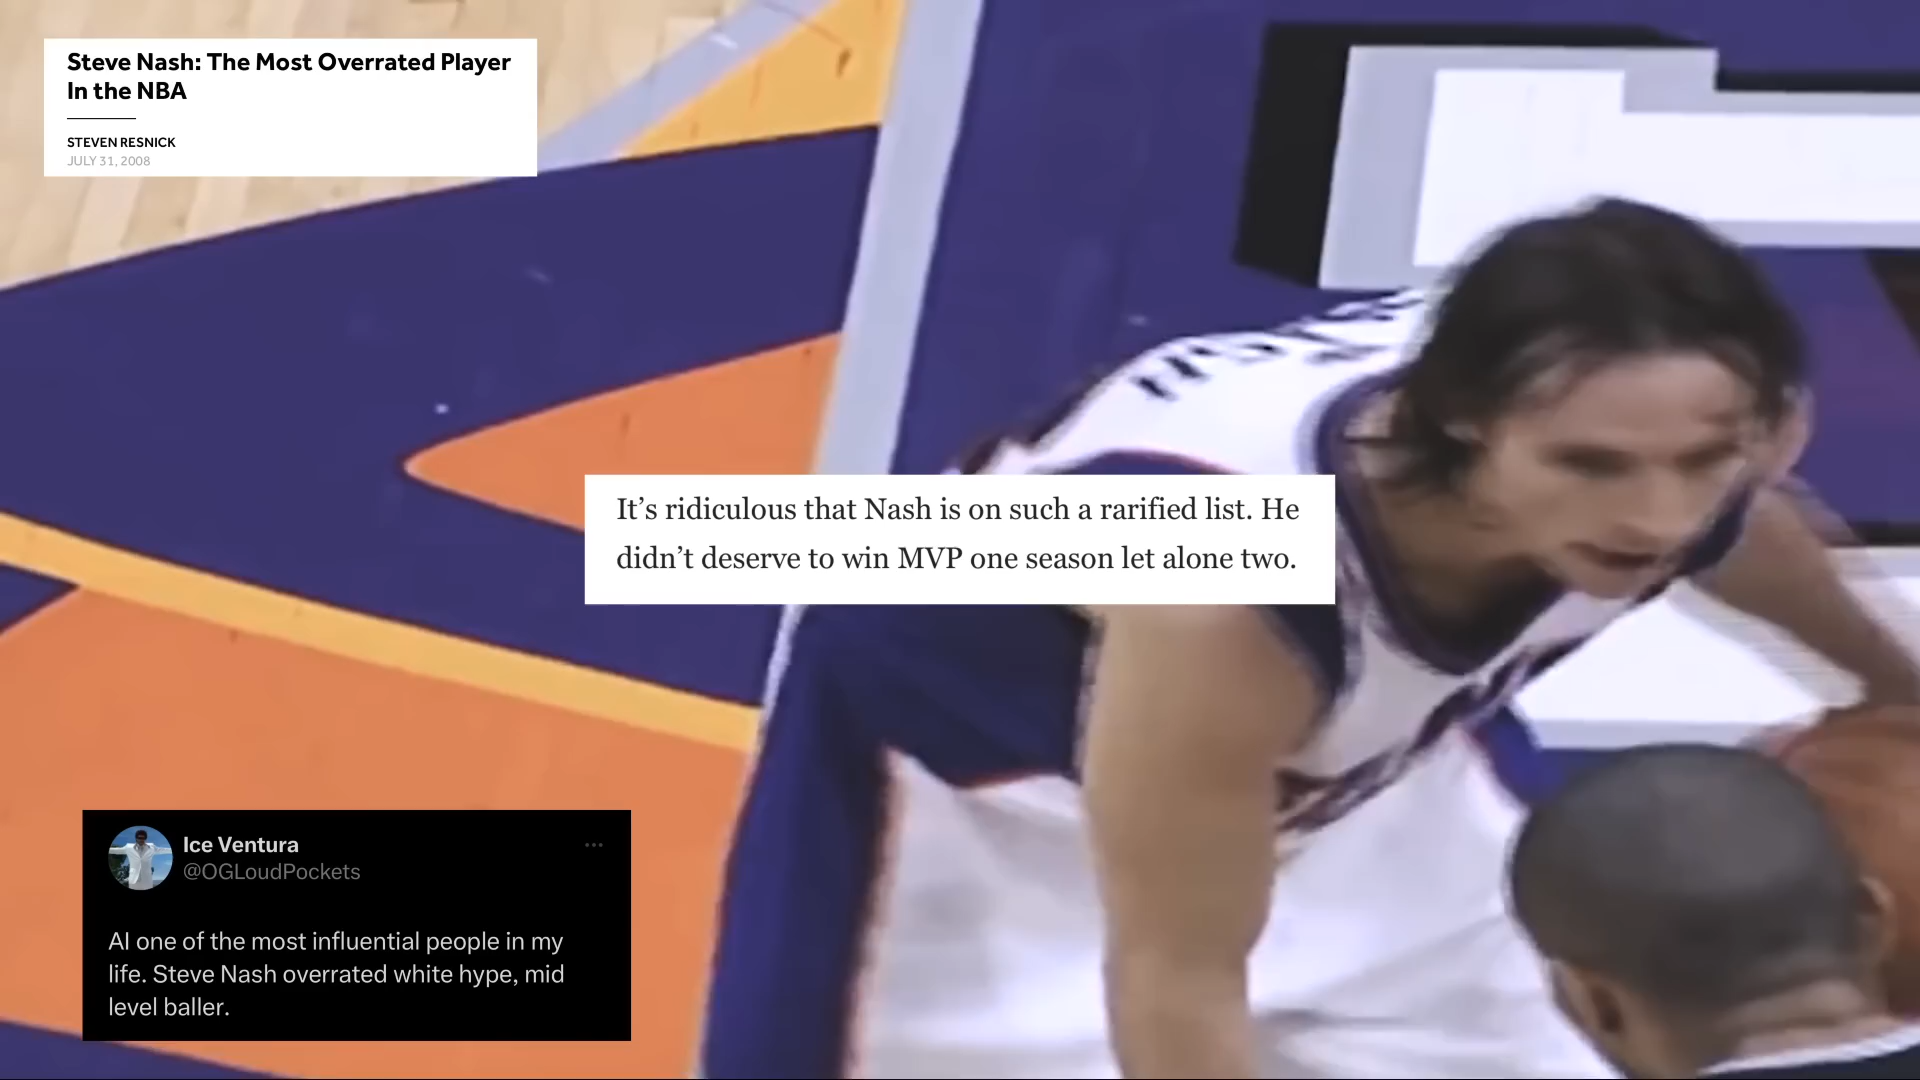 Steve Nash: The Most Overrated Player
In the NBA
STEVEN RESNICK
JULY 31, 2008
It's ridiculous that Nash is on such a rarified list. He
didn't deserve to win MVP one season let alone two.
Ice Ventura
@OGLoudPockets
AI one of the most influential people in my
life. Steve Nash overrated white hype, mid
level baller.